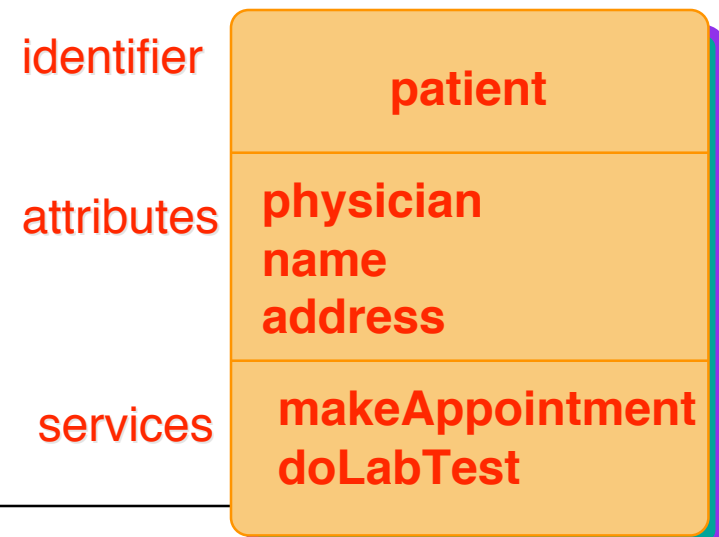 identifier
patient
attributes
physician
name
address
services
makeAppointment
doLabTest